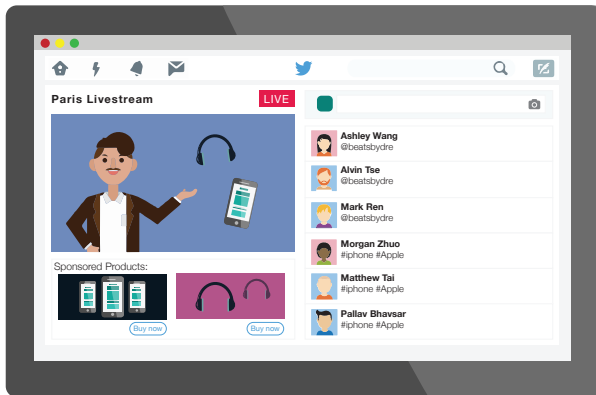 Paris Livestream
LIVE
Sponsored Products:
Buy now
Buy now
Ashley Wang
@beatsbydre
Alvin Tse
@beatsbydre
Mark Ren
@beatsbydre
Morgan Zhuo
#iphone #Apple
Matthew Tai
#iphone #Apple
Pallav Bhavsar
#iphone #Apple